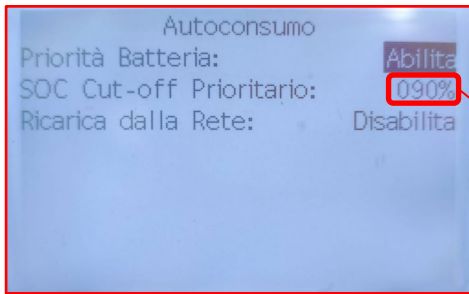 Autoconsumo
Priorità Batteria: Abilita
SOC Cut-off Prioritario: 090%
Ricarica dalla Rete: Disabilita